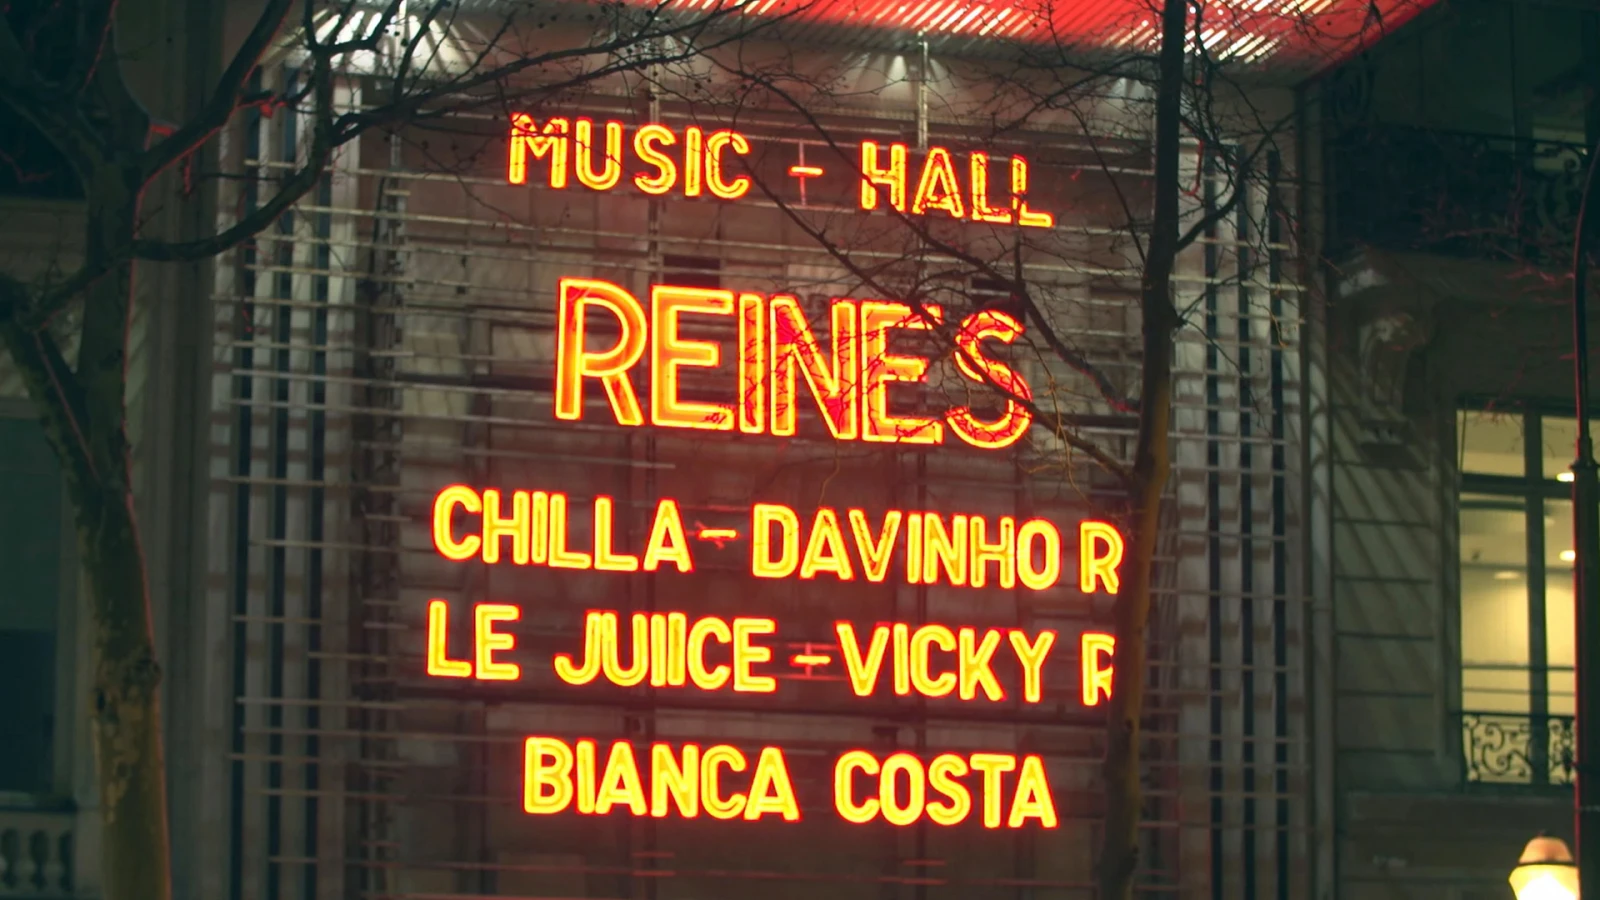 MUSIC - HALL
REINES
CHILLA - DAVINHO R
LE JUIICE - VICKY R
BIANCA COSTA